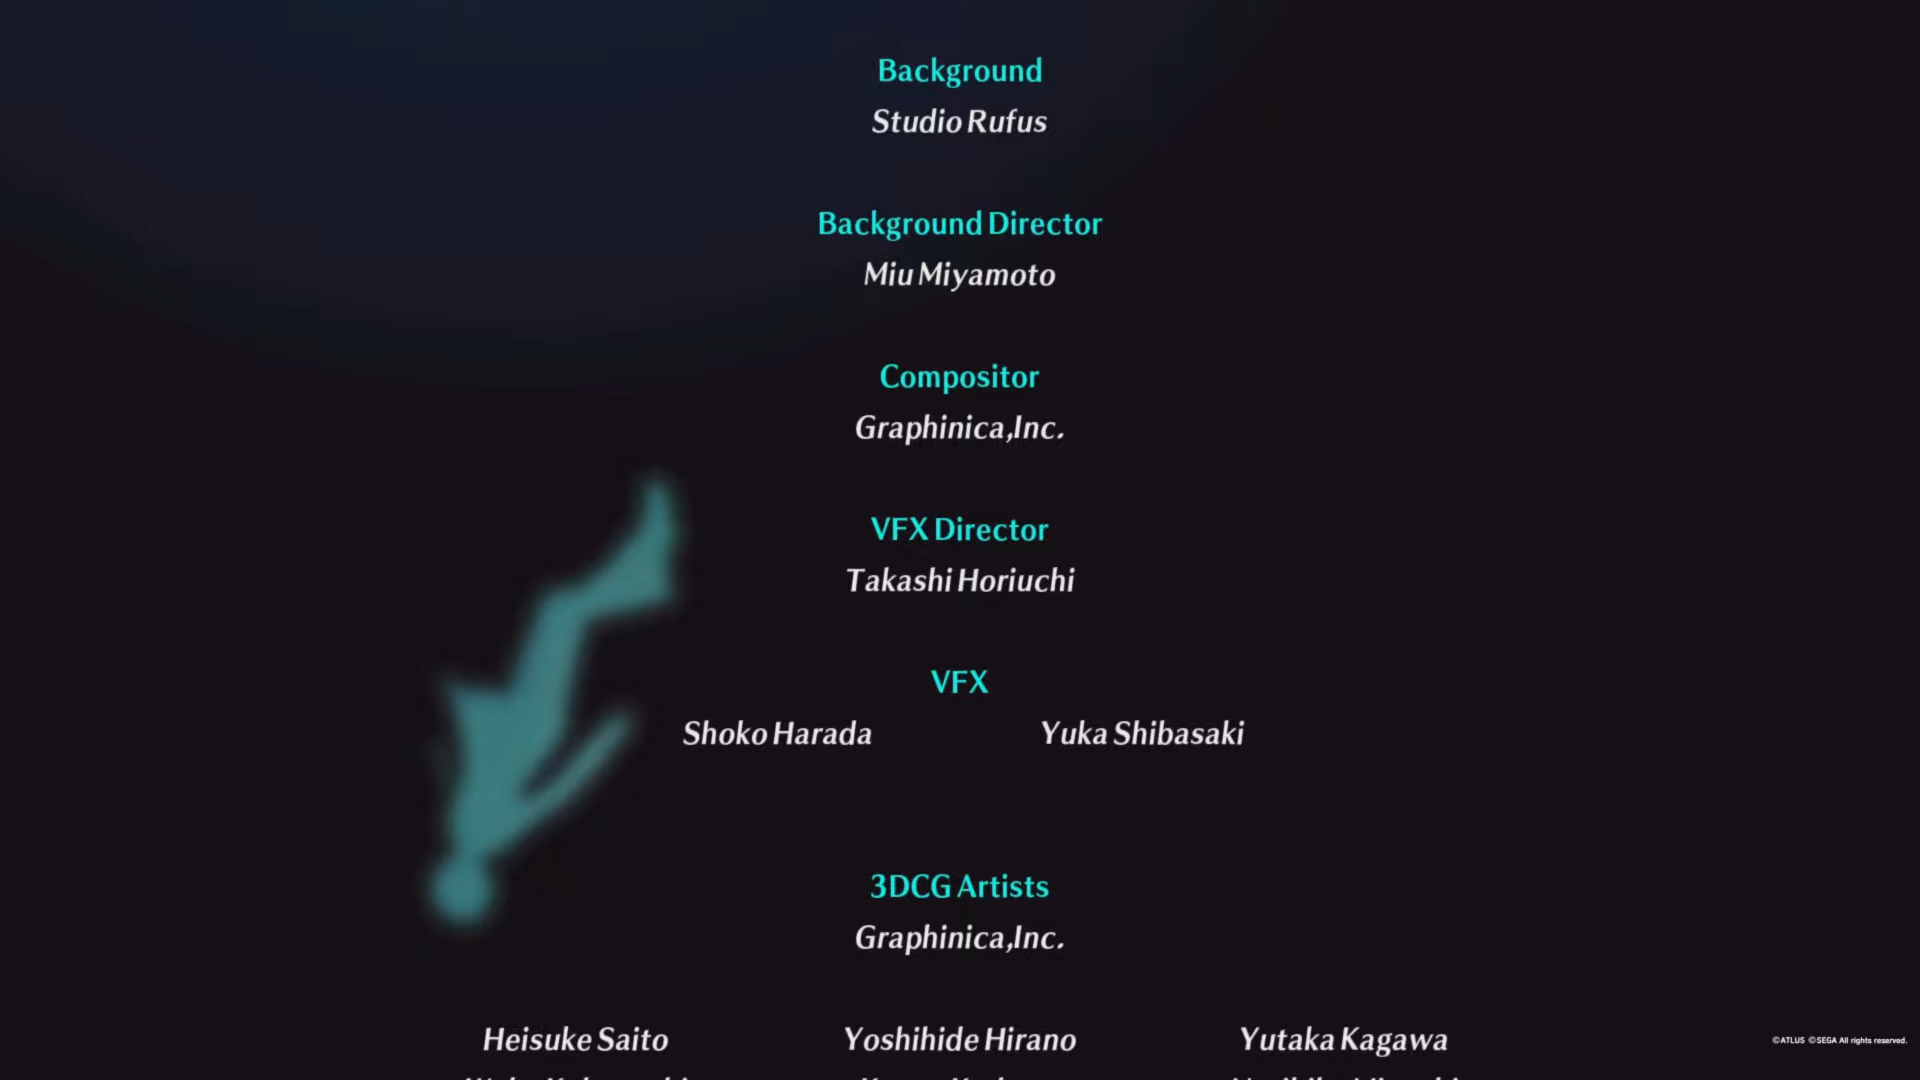 Background
Studio Rufus
Background Director
Miu Miyamoto
Compositor
Graphinica,Inc.
VFX Director
Takashi Horiuchi
VFX
Shoko Harada Yuka Shibasaki
3DCG Artists
Graphinica,Inc.
Heisuke Saito Yoshihide Hirano Yutaka Kagawa
©ATLUS ©SEGA All rights reserved.